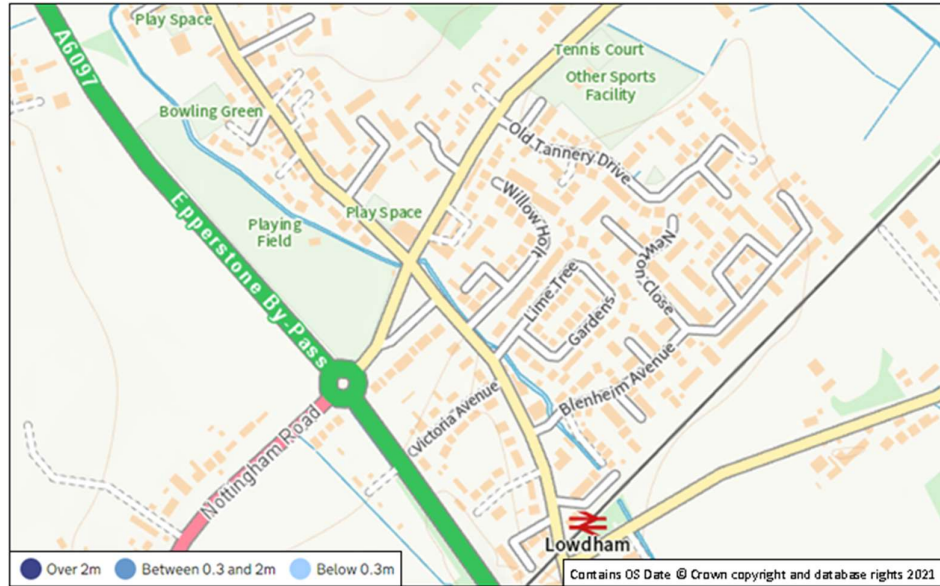 Play Space
A6097
Tennis Court
Other Sports
Facility
Bowling Green
Old Tannery Drive
Epperstone By-Pass
Willow Holt
Play Space
Playing
Field
Newton Close
Lime Tree
Gardens
Blenheim Avenue
Victoria Avenue
Nottingham Road
Lowdham
Over 2m
Between 0.3 and 2m
Below 0.3m
Contains OS Date © Crown copyright and database rights 2021